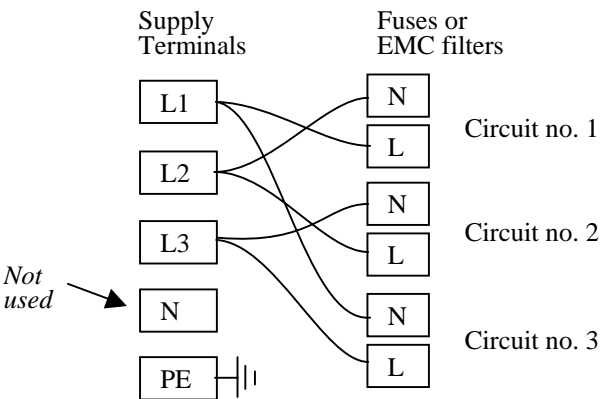 Supply
Terminals
Fuses or
EMC filters
L1
L2
L3
N
PE
Not
used
N
L
Circuit no. 1
N
L
Circuit no. 2
N
L
Circuit no. 3